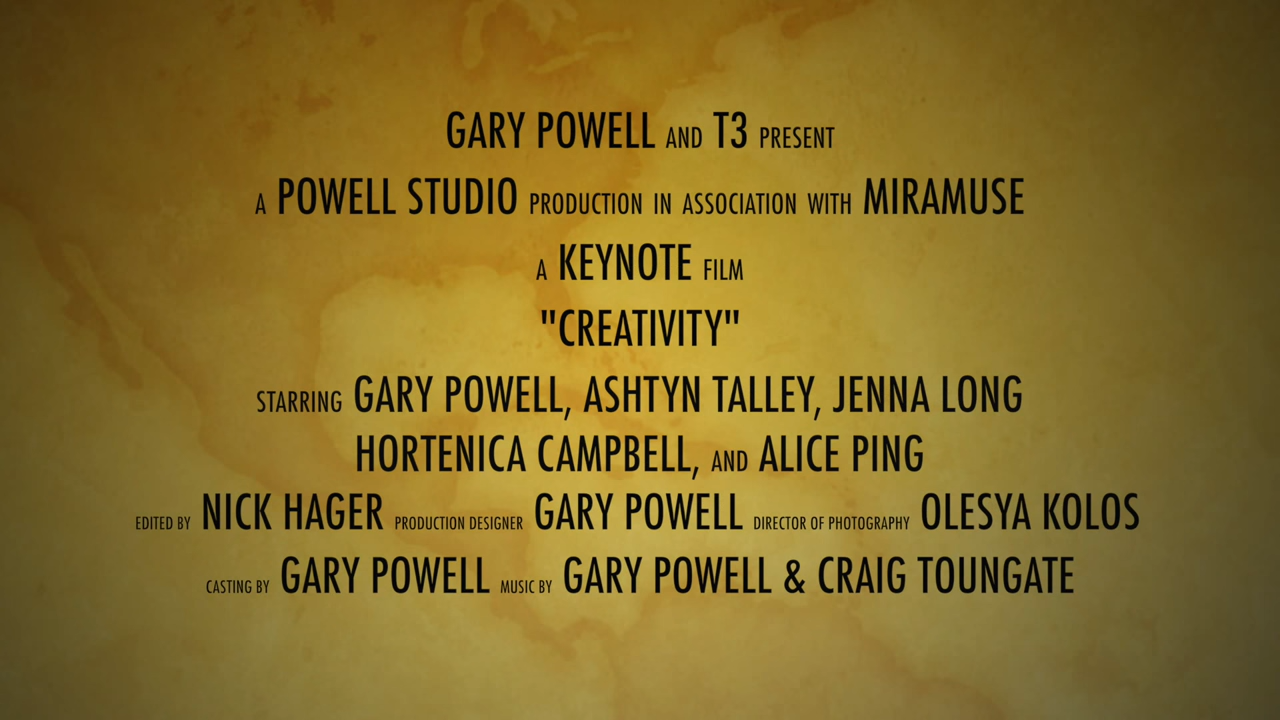 GARY POWELL AND T3 PRESENT
A POWELL STUDIO PRODUCTION IN ASSOCIATION WITH MIRAMUSE
A KEYNOTE FILM
"CREATIVITY"
STARRING GARY POWELL, ASHTYN TALLEY, JENNA LONG
HORTENICA CAMPBELL, AND ALICE PING
EDITED BY NICK HAGER PRODUCTION DESIGNER GARY POWELL DIRECTOR OF PHOTOGRAPHY OLESYA KOLOS
CASTING BY GARY POWELL MUSIC BY GARY POWELL & CRAIG TOUNGATE